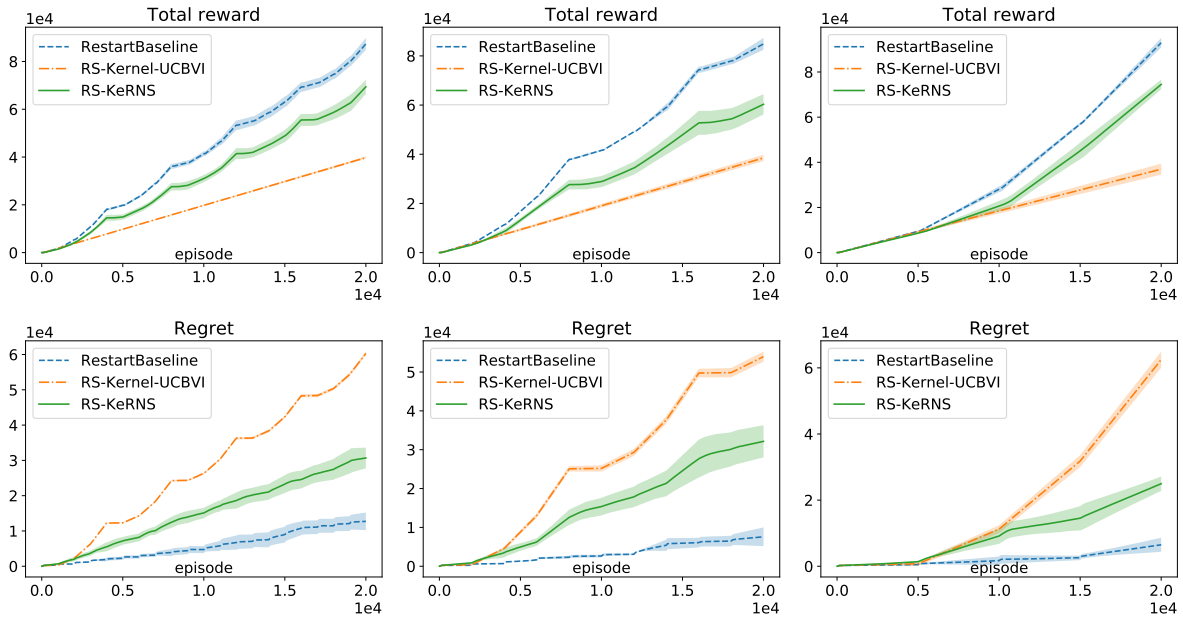 Total reward
1e4
RestartBaseline
RS-Kernel-UCBVI
RS-KeRNS
8
6
4
2
0
episode
0.0 0.5 1.0 1.5 2.0
1e4
Total reward
1e4
RestartBaseline
RS-Kernel-UCBVI
RS-KeRNS
8
6
4
2
0
episode
0.0 0.5 1.0 1.5 2.0
1e4
Total reward
1e4
RestartBaseline
RS-Kernel-UCBVI
RS-KeRNS
8
6
4
2
0
episode
0.0 0.5 1.0 1.5 2.0
1e4
Regret
1e4
RestartBaseline
RS-Kernel-UCBVI
RS-KeRNS
6
5
4
3
2
1
0
episode
0.0 0.5 1.0 1.5 2.0
1e4
Regret
1e4
RestartBaseline
RS-Kernel-UCBVI
RS-KeRNS
5
4
3
2
1
0
episode
0.0 0.5 1.0 1.5 2.0
1e4
Regret
1e4
RestartBaseline
RS-Kernel-UCBVI
RS-KeRNS
6
4
2
0
episode
0.0 0.5 1.0 1.5 2.0
1e4